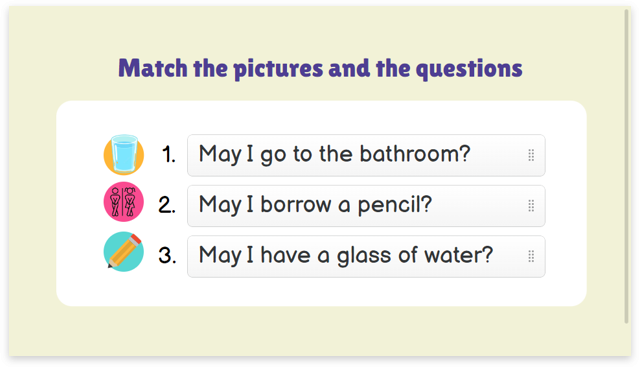 Match the pictures and the questions
1. May I go to the bathroom?
2. May I borrow a pencil?
3. May I have a glass of water?